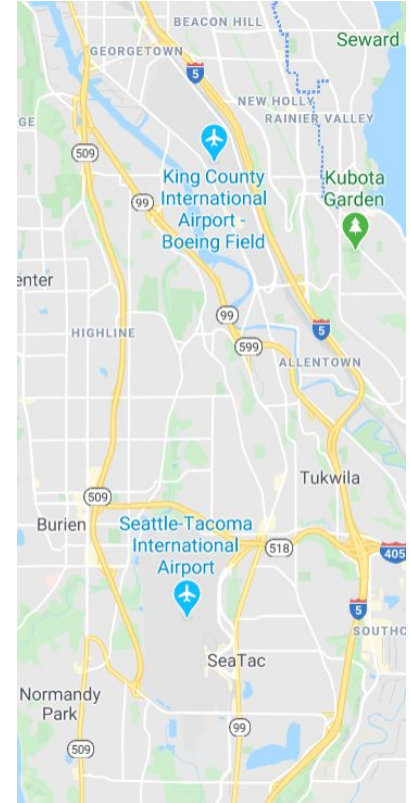 BEACON HILL
Seward
GEORGETOWN
5
NEW HOLLY
RAINIER VALLEY
GE
509
King County
International
Airport -
Boeing Field
Kubota
Garden
99
enter
99
5
HIGHLINE
599
ALLENTOWN
Tukwila
509
Burien
Seattle-Tacoma
International
Airport
518
405
5
SOUTHC
SeaTac
Normandy
Park
99
509